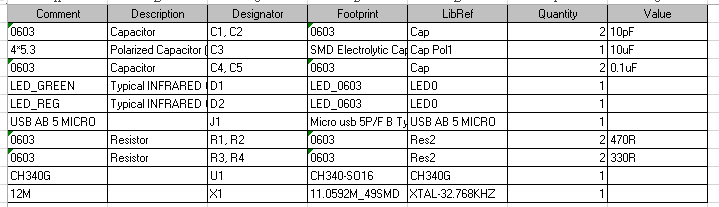 Comment Description Designator Footprint LibRef Quantity Value
0603 Capacitor C1, C2 0603 Cap 2 10pF
4*5.3 Polarized Capacitor ( C3 SMD Electrolytic Cap Cap Pol1 1 10uF
0603 Capacitor C4, C5 0603 Cap 2 0.1uF
LED_GREEN Typical INFRARED D1 LED_0603 LED0 1
LED_REG Typical INFRARED D2 LED_0603 LED0 1
USB AB 5 MICRO J1 Micro usb 5P/F B Ty USB AB 5 MICRO 1
0603 Resistor R1, R2 0603 Res2 2 470R
0603 Resistor R3, R4 0603 Res2 2 330R
CH340G U1 CH340-SO16 CH340G 1
12M X1 11.0592M_49SMD XTAL-32.768KHZ 1